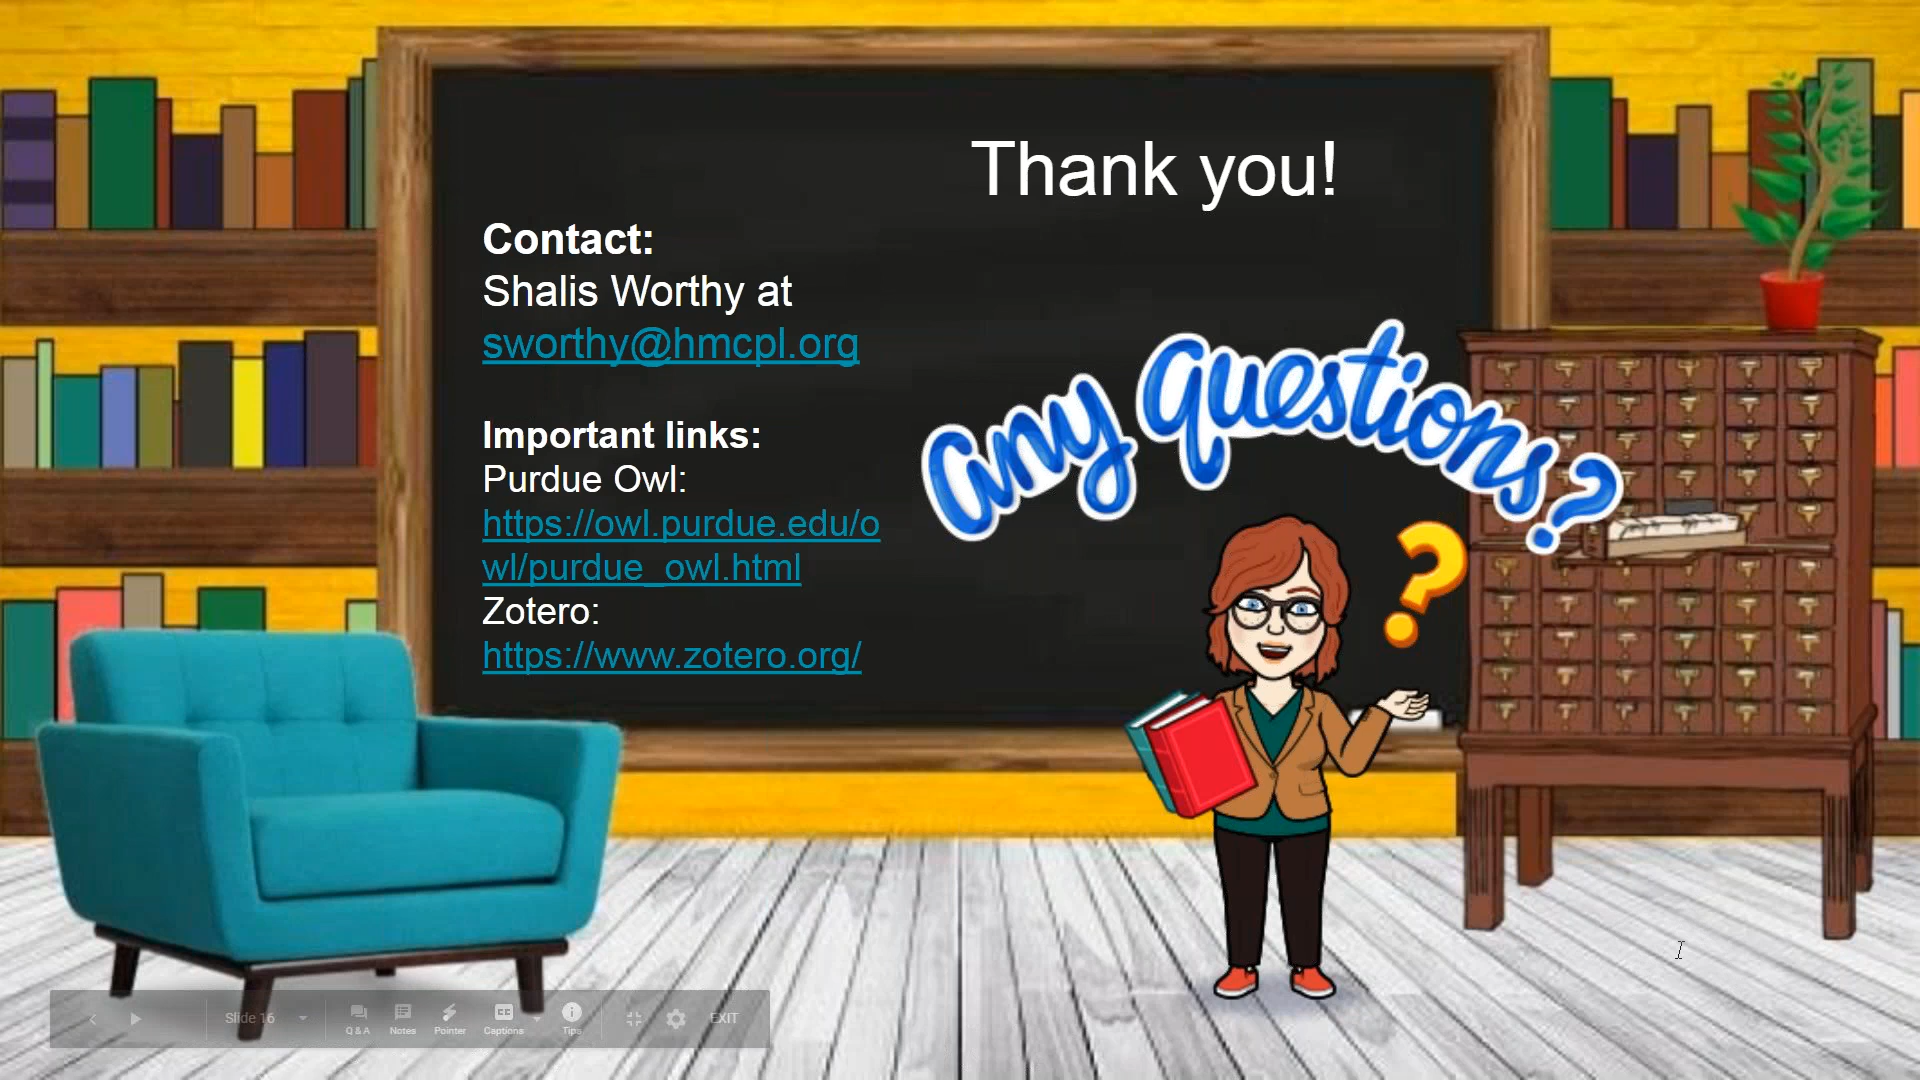 Thank you!
Contact:
Shalis Worthy at
sworthy@hmcpl.org
Important links:
Purdue Owl:
https://owl.purdue.edu/o
wl/purdue_owl.html
Zotero:
https://www.zotero.org/
any questions?
?
Slide 16
Q & A
Notes
Pointer
CC
Captions
Tips
EXIT